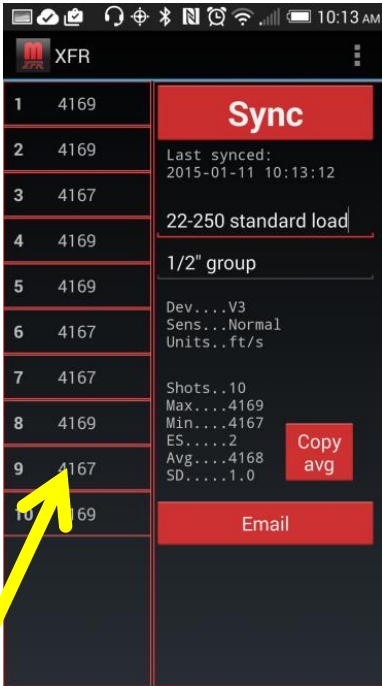 10:13 AM
M
XFR
XFR
1 4169
2 4169
3 4167
4 4169
5 4169
6 4167
7 4167
8 4169
9 4167
10 169
Sync
Last synced:
2015-01-11 10:13:12
22-250 standard load
1/2" group
Dev....V3
Sens...Normal
Units..ft/s
Shots..10
Max....4169
Min....4167
ES.....2
Avg....4168
SD.....1.0
Copy
avg
Email